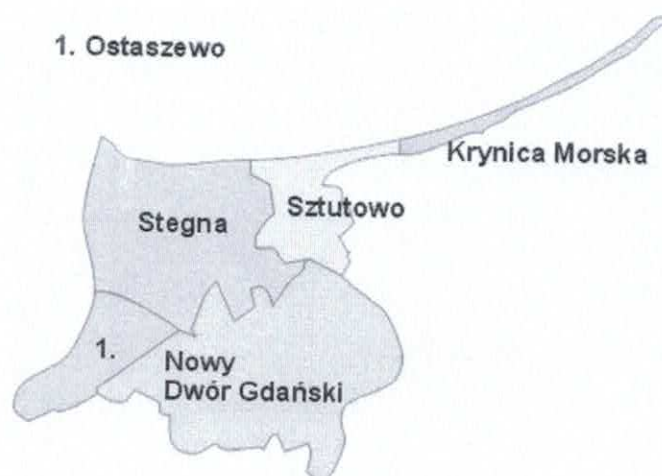 1. Ostaszewo
Krynica Morska
Sztutowo
Stegna
1.
Nowy
Dwór Gdański